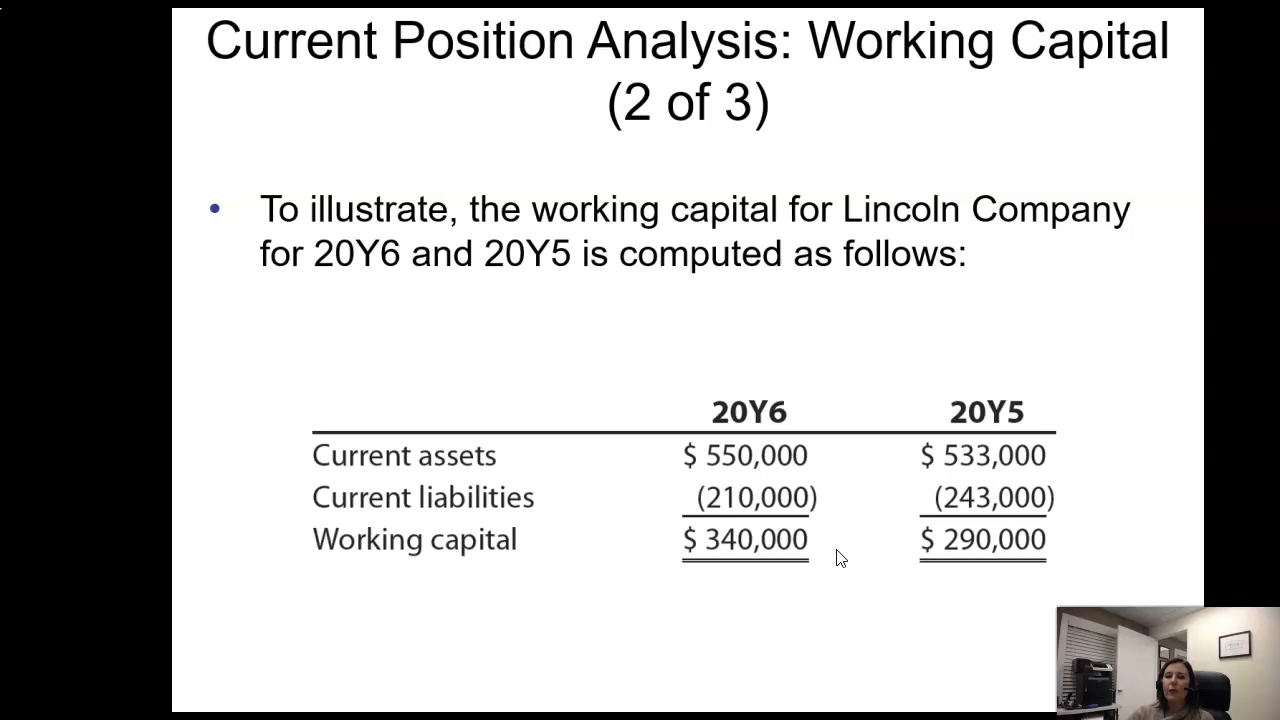 Current Position Analysis: Working Capital
(2 of 3)
• To illustrate, the working capital for Lincoln Company
for 20Y6 and 20Y5 is computed as follows:
20Y6 20Y5
Current assets $ 550,000 $ 533,000
Current liabilities (210,000) (243,000)
Working capital $ 340,000 $ 290,000